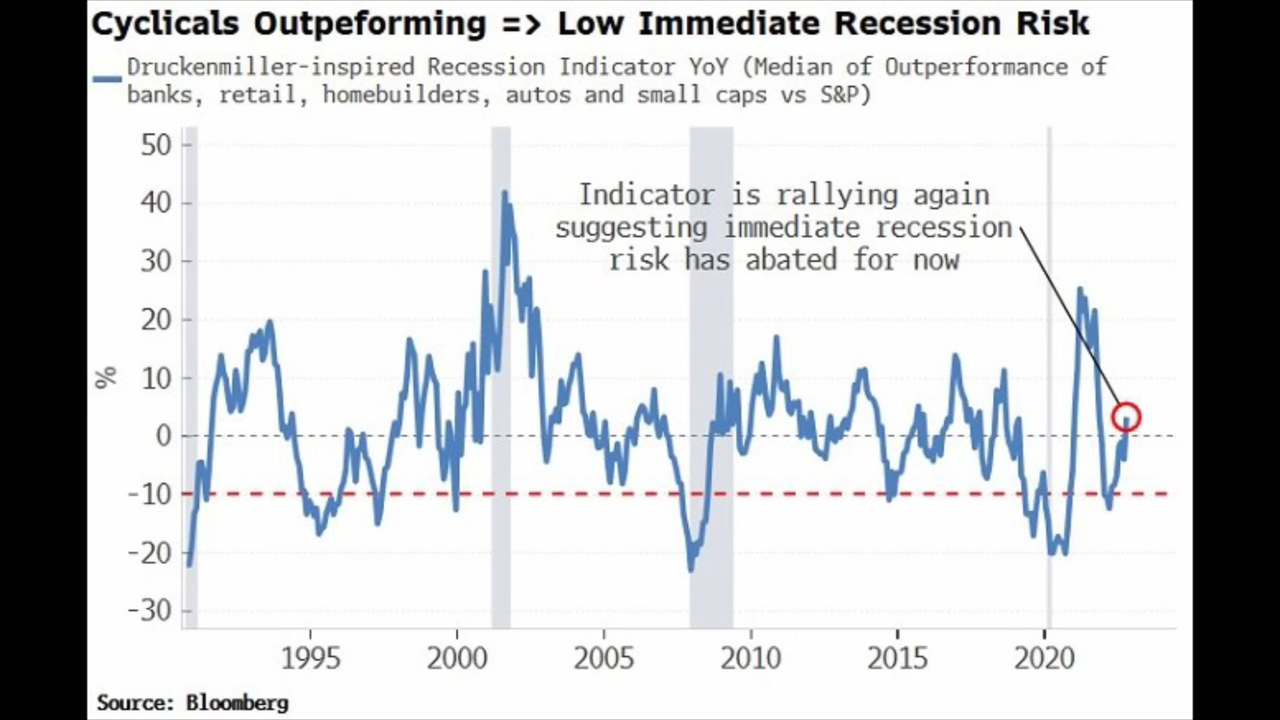 Cyclicals Outpeforming => Low Immediate Recession Risk
Druckenmiller-inspired Recession Indicator YoY (Median of Outperformance of
banks, retail, homebuilders, autos and small caps vs S&P)
50
40
30
20
10
0
-10
-20
-30
%
Indicator is rallying again
suggesting immediate recession
risk has abated for now
1995 2000 2005 2010 2015 2020
Source: Bloomberg